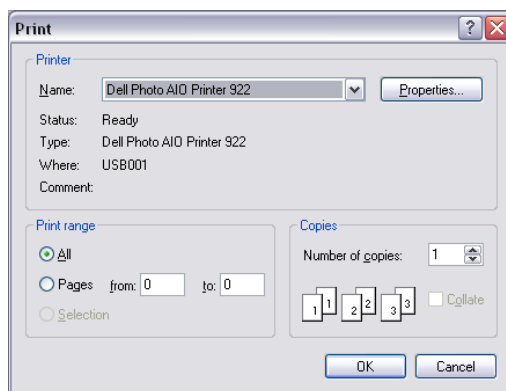 Print
Printer
Name: Dell Photo AIO Printer 922 Properties...
Status: Ready
Type: Dell Photo AIO Printer 922
Where: USB001
Comment:
Print range
All
Pages from: 0 to: 0
Selection
Copies
Number of copies: 1
1 1 2 2 3 3 Collate
OK Cancel